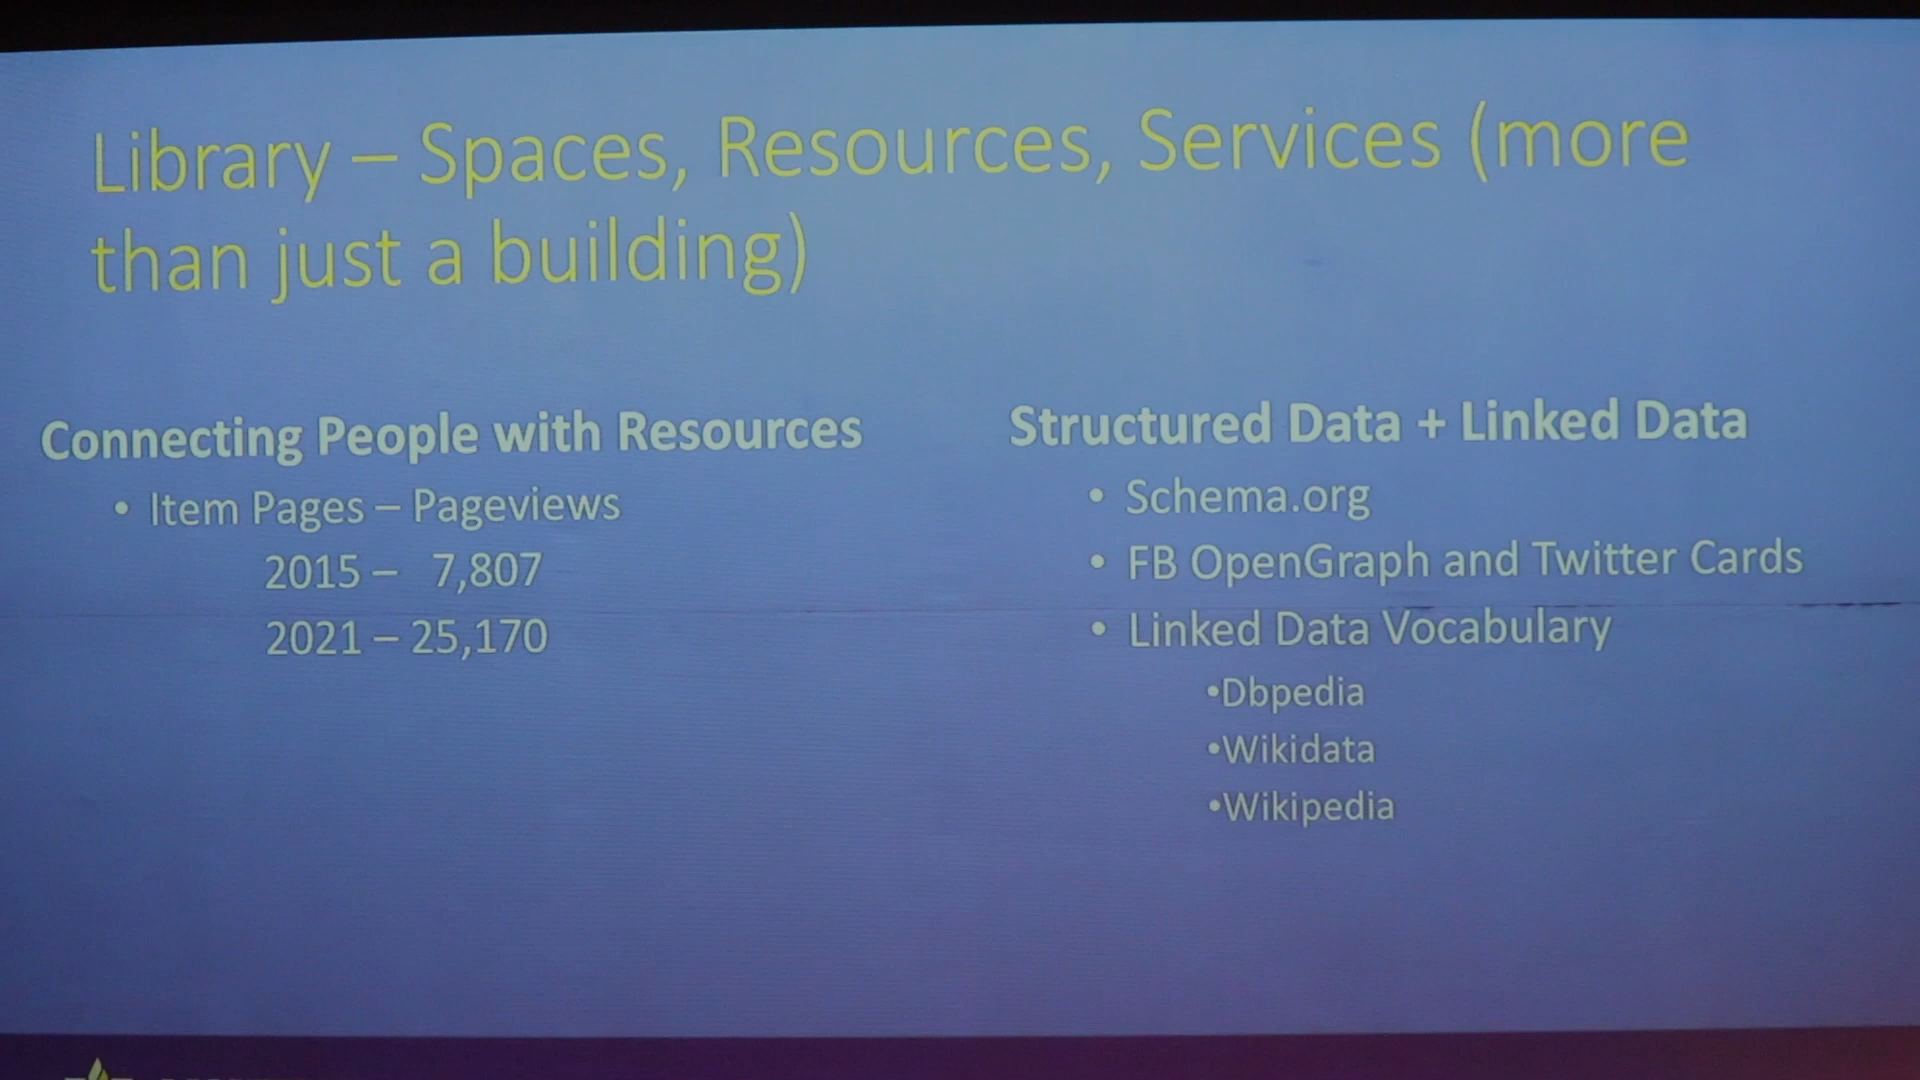 Library – Spaces, Resources, Services (more
than just a building)
Connecting People with Resources
• Item Pages – Pageviews
2015 – 7,807
2021 – 25,170
Structured Data + Linked Data
• Schema.org
• FB OpenGraph and Twitter Cards
• Linked Data Vocabulary
•Dbpedia
•Wikidata
•Wikipedia